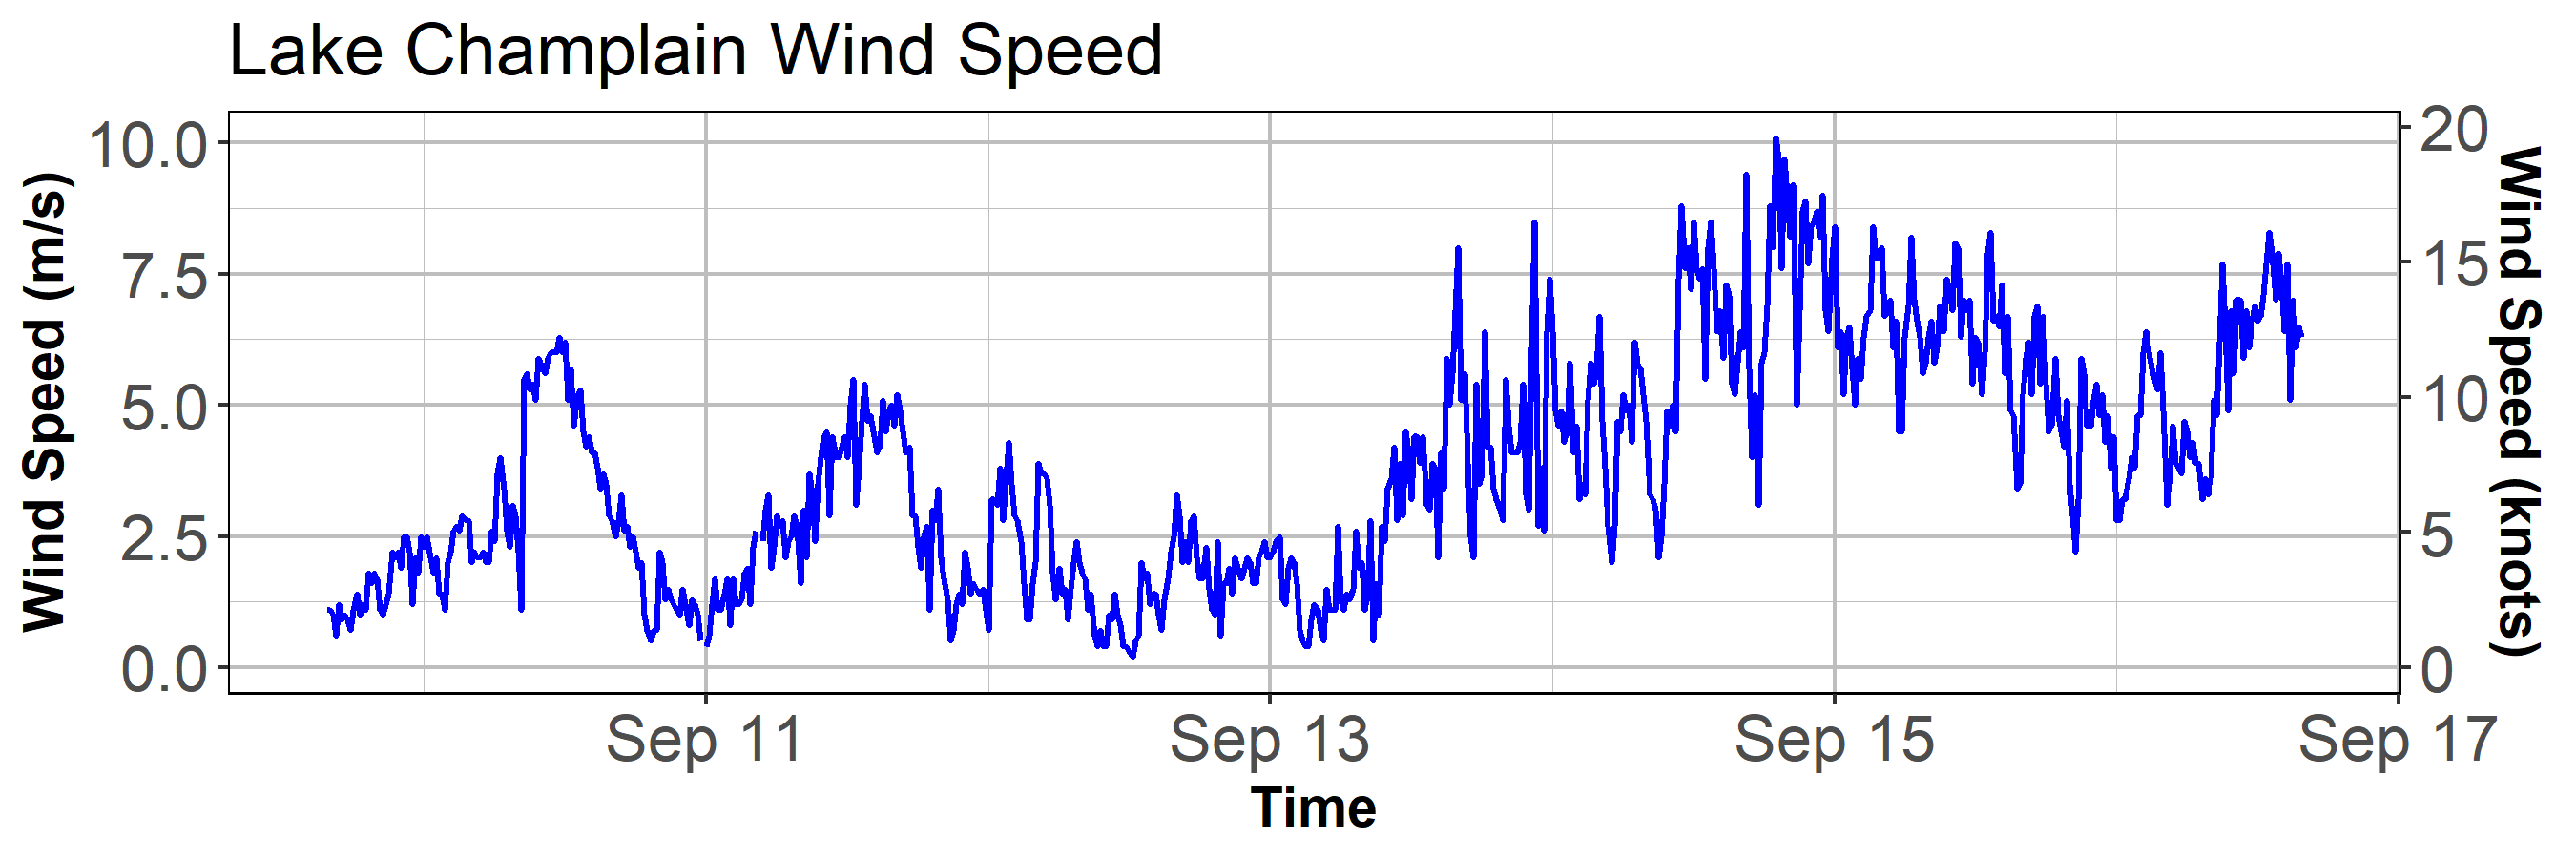 Lake Champlain Wind Speed
Wind Speed (m/s)
10.0
7.5
5.0
2.5
0.0
20
15
10
5
0
Wind Speed (knots)
Sep 11 Sep 13 Sep 15 Sep 17
Time